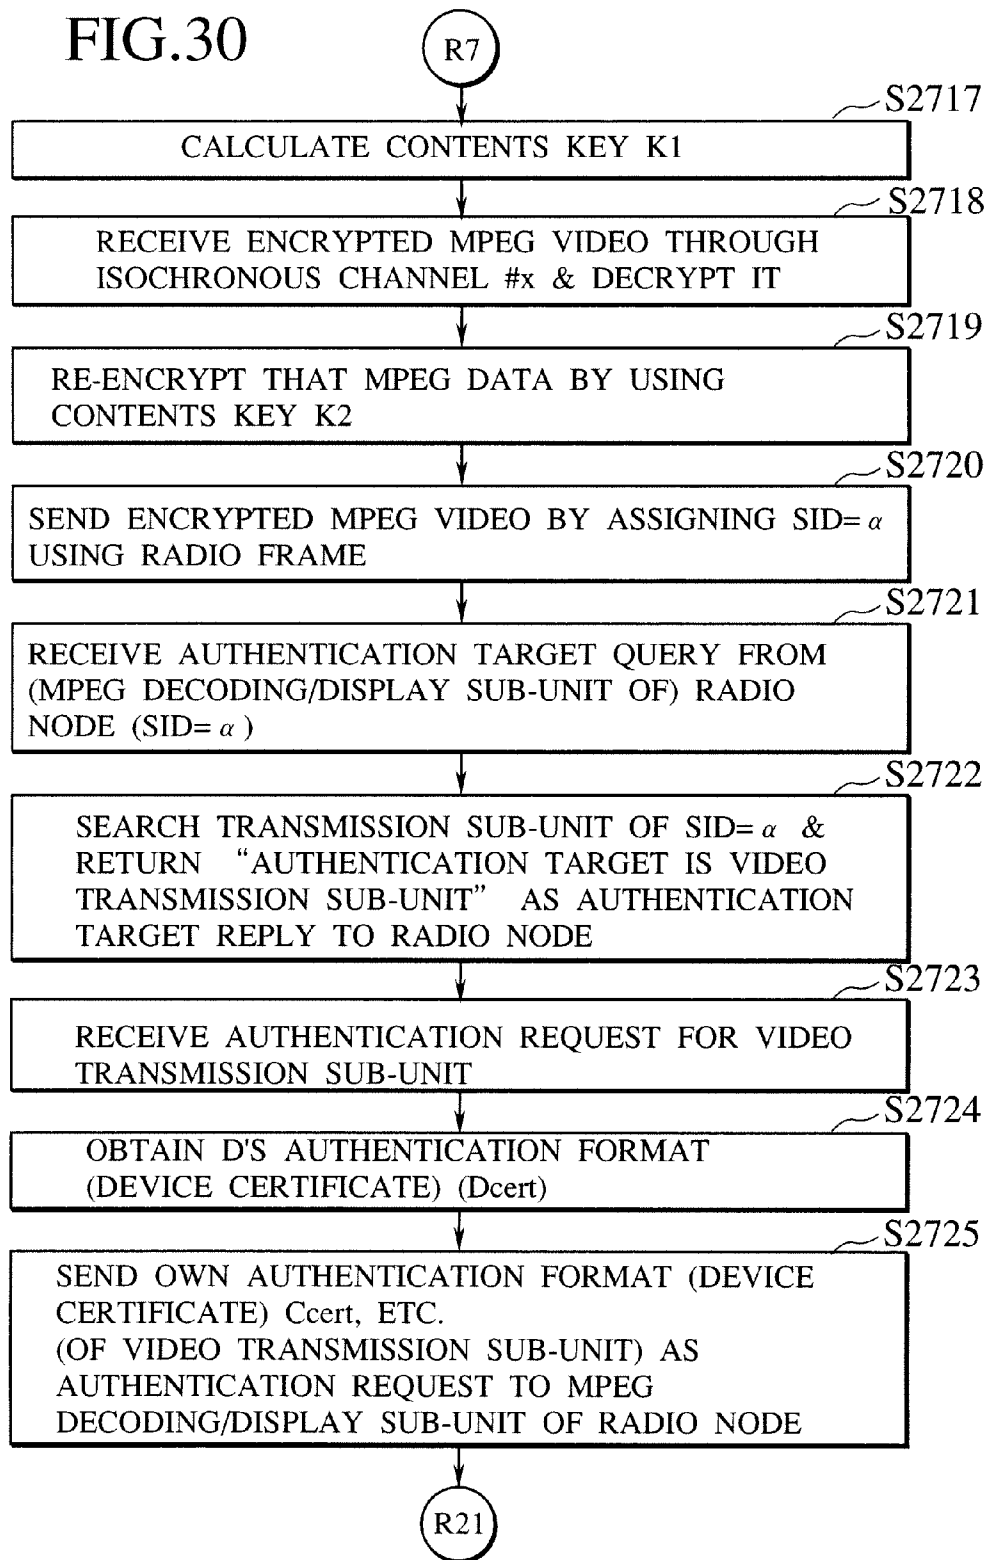 FIG.30
R7
S2717
CALCULATE CONTENTS KEY K1
S2718
RECEIVE ENCRYPTED MPEG VIDEO THROUGH
ISOCHRONOUS CHANNEL #x & DECRYPT IT
S2719
RE-ENCRYPT THAT MPEG DATA BY USING
CONTENTS KEY K2
S2720
SEND ENCRYPTED MPEG VIDEO BY ASSIGNING SID= α
USING RADIO FRAME
S2721
RECEIVE AUTHENTICATION TARGET QUERY FROM
(MPEG DECODING/DISPLAY SUB-UNIT OF) RADIO
NODE (SID= α )
S2722
SEARCH TRANSMISSION SUB-UNIT OF SID= α &
RETURN “AUTHENTICATION TARGET IS VIDEO
TRANSMISSION SUB-UNIT” AS AUTHENTICATION
TARGET REPLY TO RADIO NODE
S2723
RECEIVE AUTHENTICATION REQUEST FOR VIDEO
TRANSMISSION SUB-UNIT
S2724
OBTAIN D'S AUTHENTICATION FORMAT
(DEVICE CERTIFICATE) (Dcert)
S2725
SEND OWN AUTHENTICATION FORMAT (DEVICE
CERTIFICATE) Ccert, ETC.
(OF VIDEO TRANSMISSION SUB-UNIT) AS
AUTHENTICATION REQUEST TO MPEG
DECODING/DISPLAY SUB-UNIT OF RADIO NODE
R21